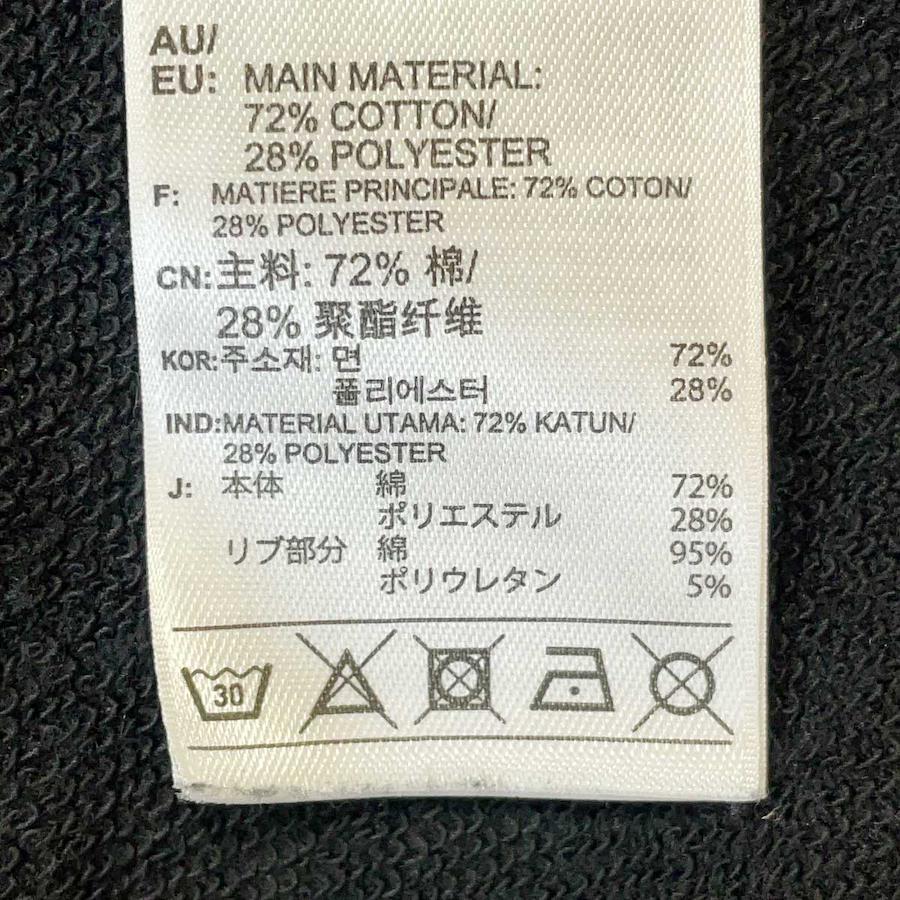 AU/
EU: MAIN MATERIAL:
72% COTTON/
28% POLYESTER
F: MATIERE PRINCIPALE: 72% COTON/
28% POLYESTER
CN: 主料: 72% 棉/
28% 聚酯纤维
KOR: 주소재: 면 72%
폴리에스터 28%
IND: MATERIAL UTAMA: 72% KATUN/
28% POLYESTER
J: 本体 綿 72%
ポリエステル 28%
リブ部分 綿 95%
ポリウレタン 5%
30